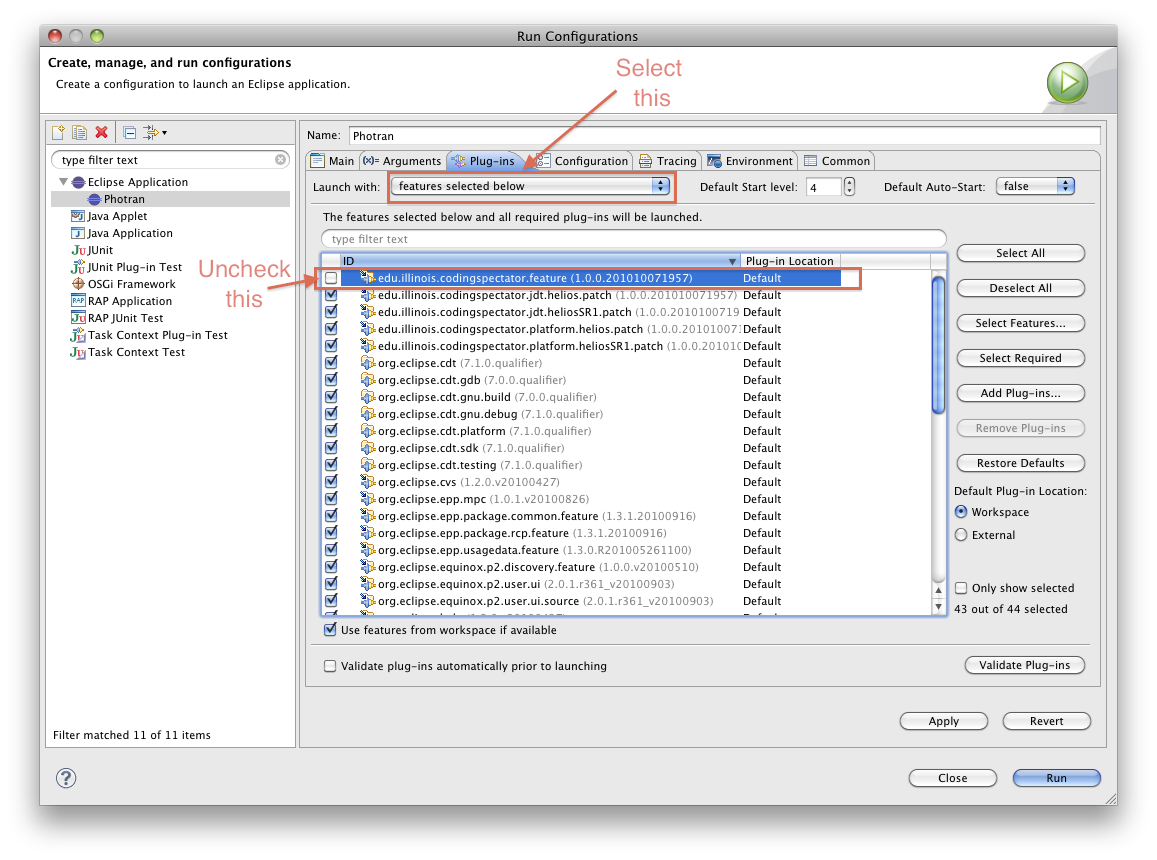 Run Configurations
Create, manage, and run configurations
Create a configuration to launch an Eclipse application.
Select
this
Name: Photran
type filter text
Main (x)= Arguments Plug-ins Configuration Tracing Environment Common
Eclipse Application
Photran
Java Applet
Java Application
JUnit
JUnit Plug-in Test
OSGi Framework
RAP Application
RAP JUnit Test
Task Context Plug-in Test
Task Context Test
Filter matched 11 of 11 items
Launch with: features selected below Default Start level: 4 Default Auto-Start: false
The features selected below and all required plug-ins will be launched.
type filter text
ID Plug-in Location
Uncheck
this
edu.illinois.codingspectator.feature (1.0.0.201010071957) Default
edu.illinois.codingspectator.jdt.helios.patch (1.0.0.201010071957) Default
edu.illinois.codingspectator.jdt.heliosSR1.patch (1.0.0.2010100719 Default
edu.illinois.codingspectator.platform.helios.patch (1.0.0.201010071 Default
edu.illinois.codingspectator.platform.heliosSR1.patch (1.0.0.20101 Default
org.eclipse.cdt (7.1.0.qualifier) Default
org.eclipse.cdt.gdb (7.0.0.qualifier) Default
org.eclipse.cdt.gnu.build (7.0.0.qualifier) Default
org.eclipse.cdt.gnu.debug (7.1.0.qualifier) Default
org.eclipse.cdt.platform (7.1.0.qualifier) Default
org.eclipse.cdt.sdk (7.1.0.qualifier) Default
org.eclipse.cdt.testing (7.1.0.qualifier) Default
org.eclipse.cvs (1.2.0.v20100427) Default
org.eclipse.epp.mpc (1.0.1.v20100826) Default
org.eclipse.epp.package.common.feature (1.3.1.20100916) Default
org.eclipse.epp.package.rcp.feature (1.3.1.20100916) Default
org.eclipse.epp.usagedata.feature (1.3.0.R201005261100) Default
org.eclipse.equinox.p2.discovery.feature (1.0.0.v20100510) Default
org.eclipse.equinox.p2.user.ui (2.0.1.r361_v20100903) Default
org.eclipse.equinox.p2.user.ui.source (2.0.1.r361_v20100903) Default
Select All
Deselect All
Select Features...
Select Required
Add Plug-ins...
Remove Plug-ins
Restore Defaults
Default Plug-in Location:
Workspace
External
Only show selected
43 out of 44 selected
Use features from workspace if available
Validate plug-ins automatically prior to launching Validate Plug-ins
Apply Revert
? Close Run